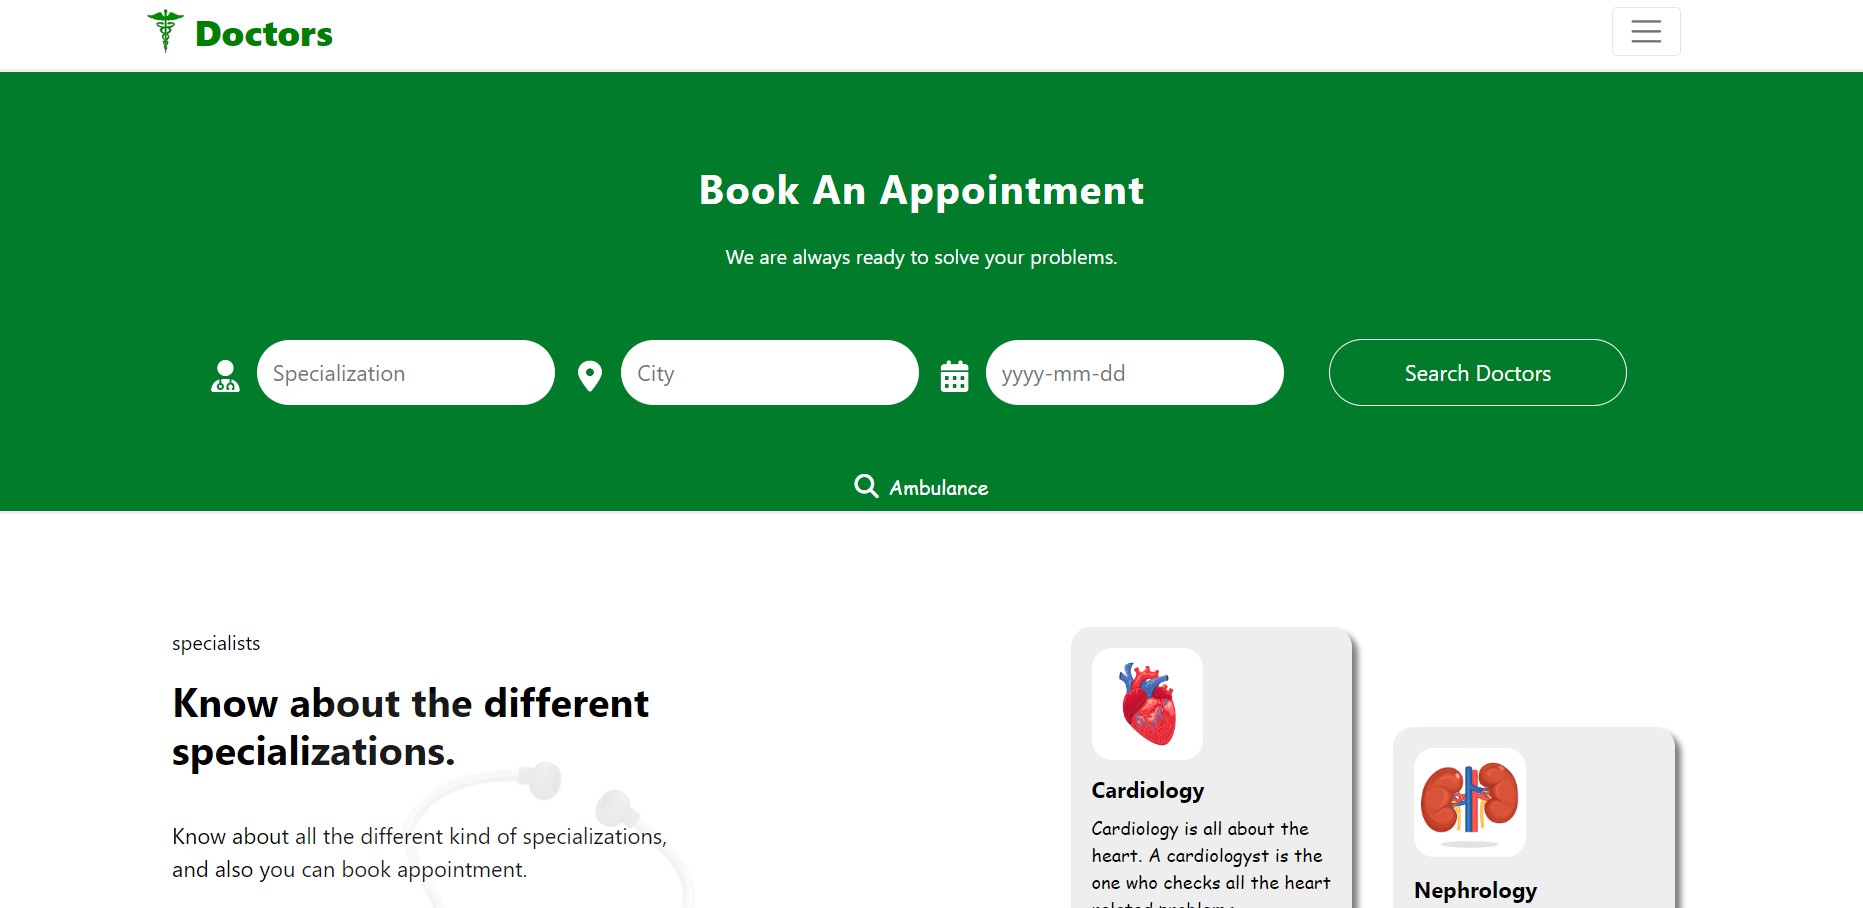 Doctors
Book An Appointment
We are always ready to solve your problems.
Specialization
City
yyyy-mm-dd
Search Doctors
Ambulance
specialists
Know about the different
specializations.
Know about all the different kind of specializations,
and also you can book appointment.
Cardiology
Cardiology is all about the
heart. A cardiologyst is the
one who checks all the heart
related problems.
Nephrology